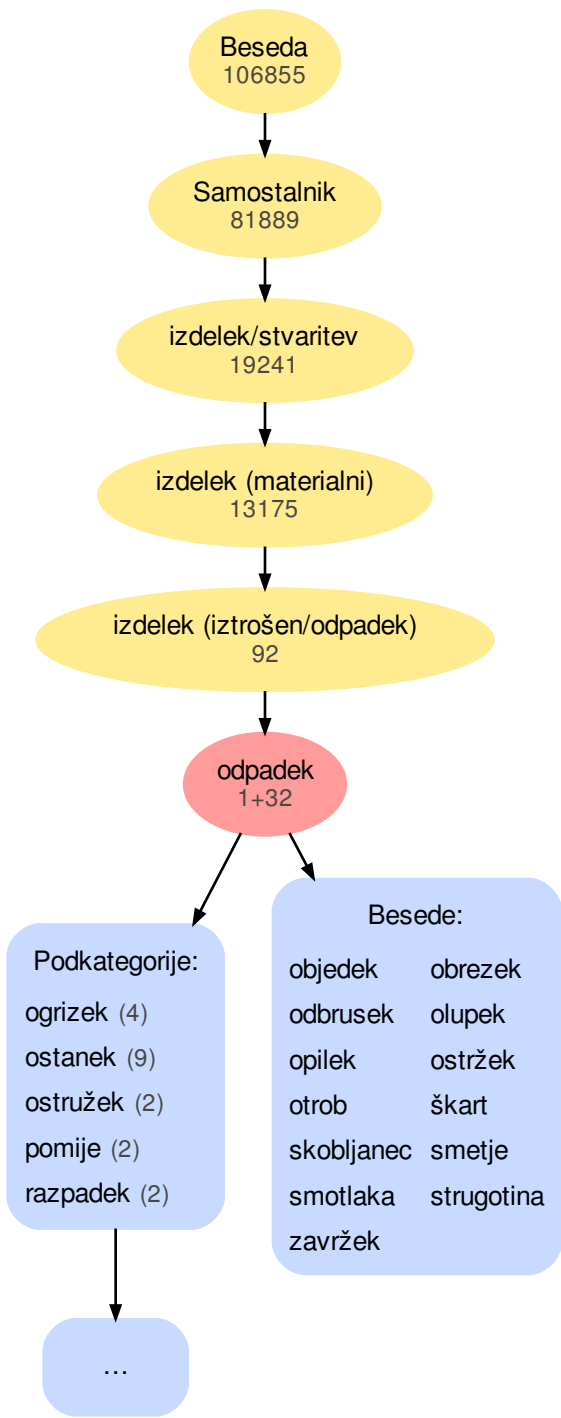 Beseda
106855
Samostalnik
81889
izdelek/stvaritev
19241
izdelek (materialni)
13175
izdelek (iztrošen/odpadek)
92
odpadek
1+32
Podkategorije:
ogrizek (4)
ostanek (9)
ostružek (2)
pomije (2)
razpadek (2)
...
Besede:
objedek obrezek
odbrusek olupek
opilek ostržek
otrob škart
skobljanec smetje
smotlaka strugotina
završek